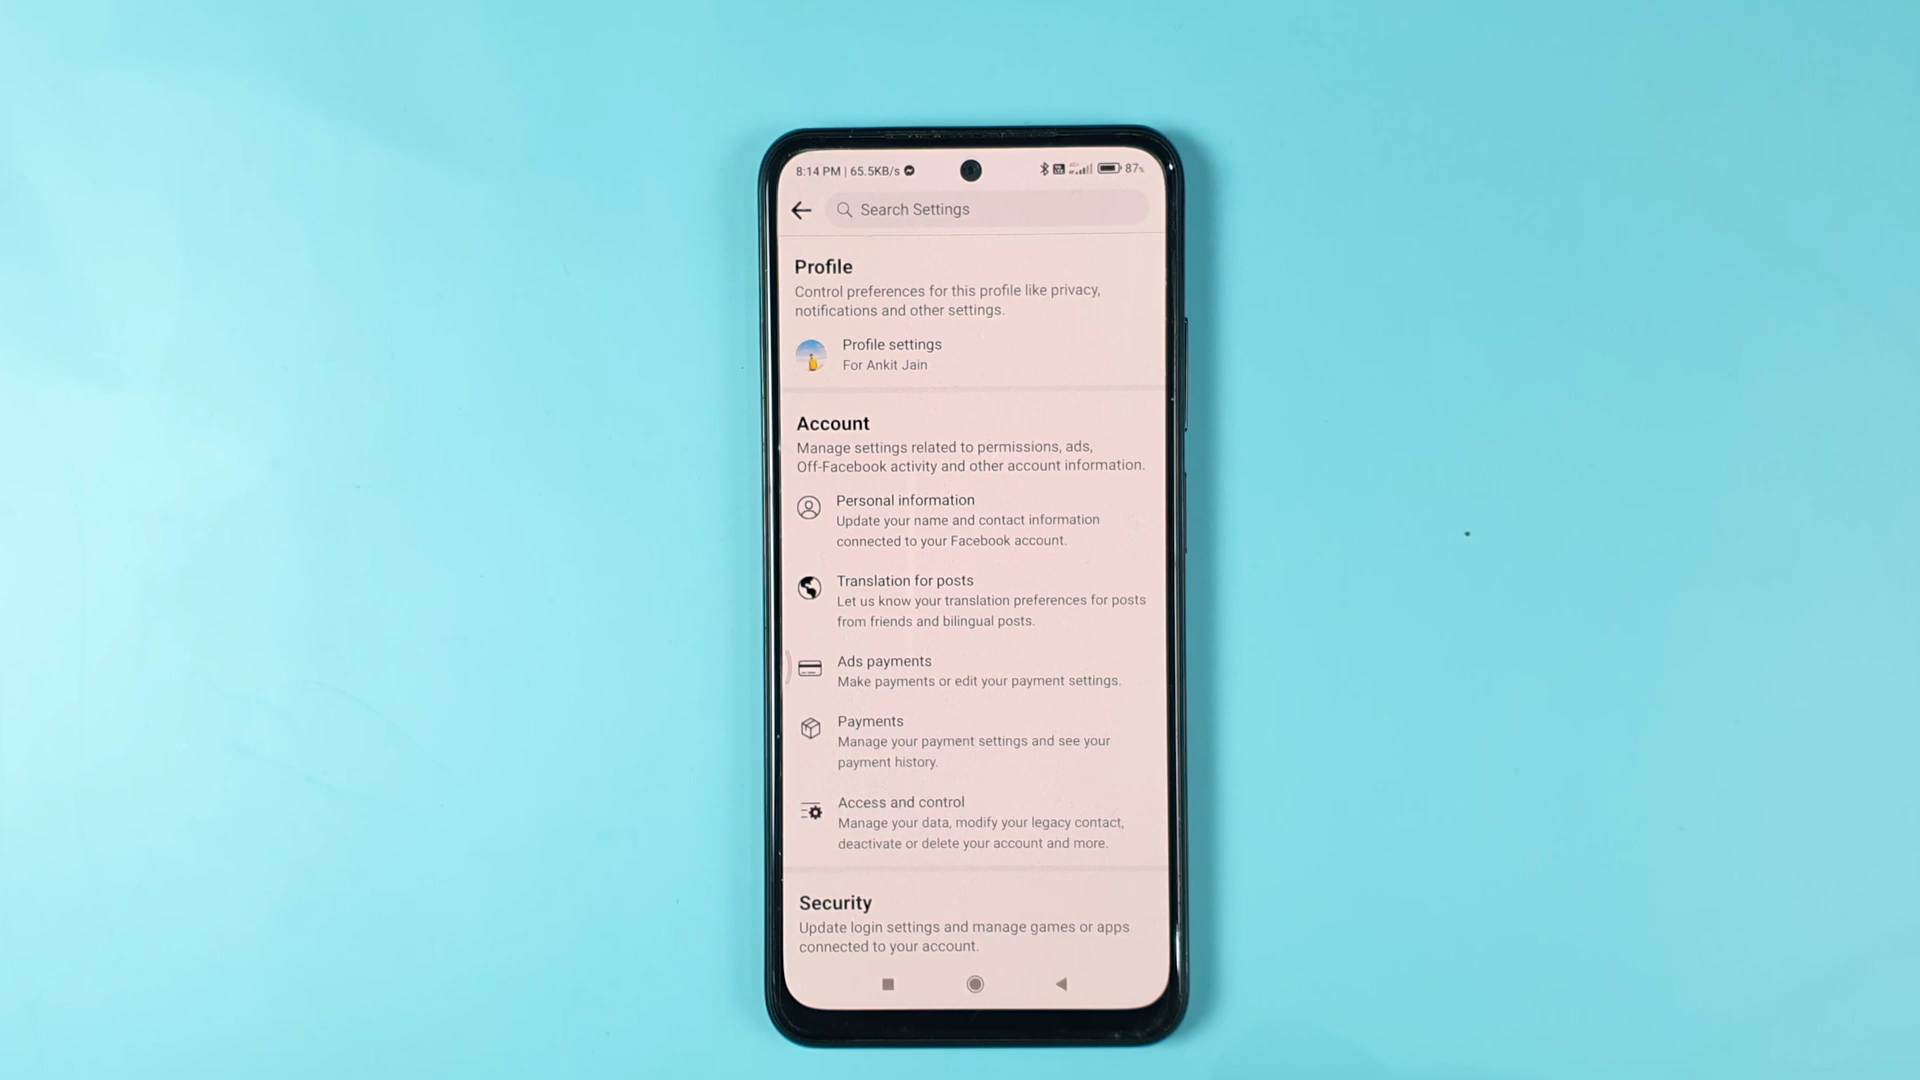 8:14 PM | 65.5KB/s 87
Search Settings
Profile
Control preferences for this profile like privacy,
notifications and other settings.
Profile settings
For Ankit Jain
Account
Manage settings related to permissions, ads,
Off-Facebook activity and other account information.
Personal information
Update your name and contact information
connected to your Facebook account.
Translation for posts
Let us know your translation preferences for posts
from friends and bilingual posts.
Ads payments
Make payments or edit your payment settings.
Payments
Manage your payment settings and see your
payment history.
Access and control
Manage your data, modify your legacy contact,
deactivate or delete your account and more.
Security
Update login settings and manage games or apps
connected to your account.